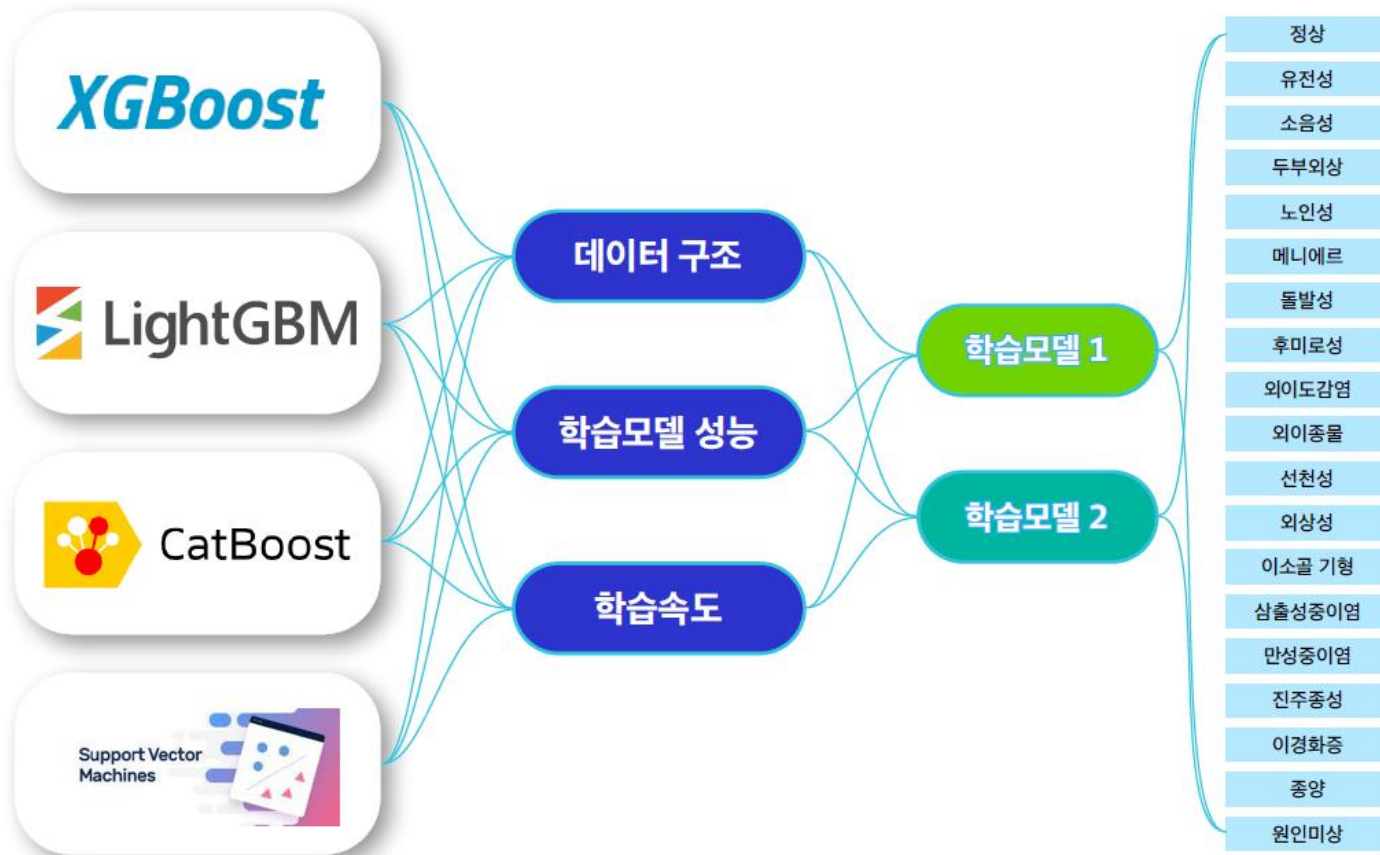 XGBoost
LightGBM
CatBoost
Support Vector
Machines
데이터 구조
학습모델 성능
학습속도
학습모델 1
학습모델 2
정상
유전성
소음성
두부외상
노인성
메니에르
돌발성
후미로성
외이도감염
외이종물
선천성
외상성
이소골 기형
삼출성중이염
만성중이염
진주종성
이경화증
종양
원인미상